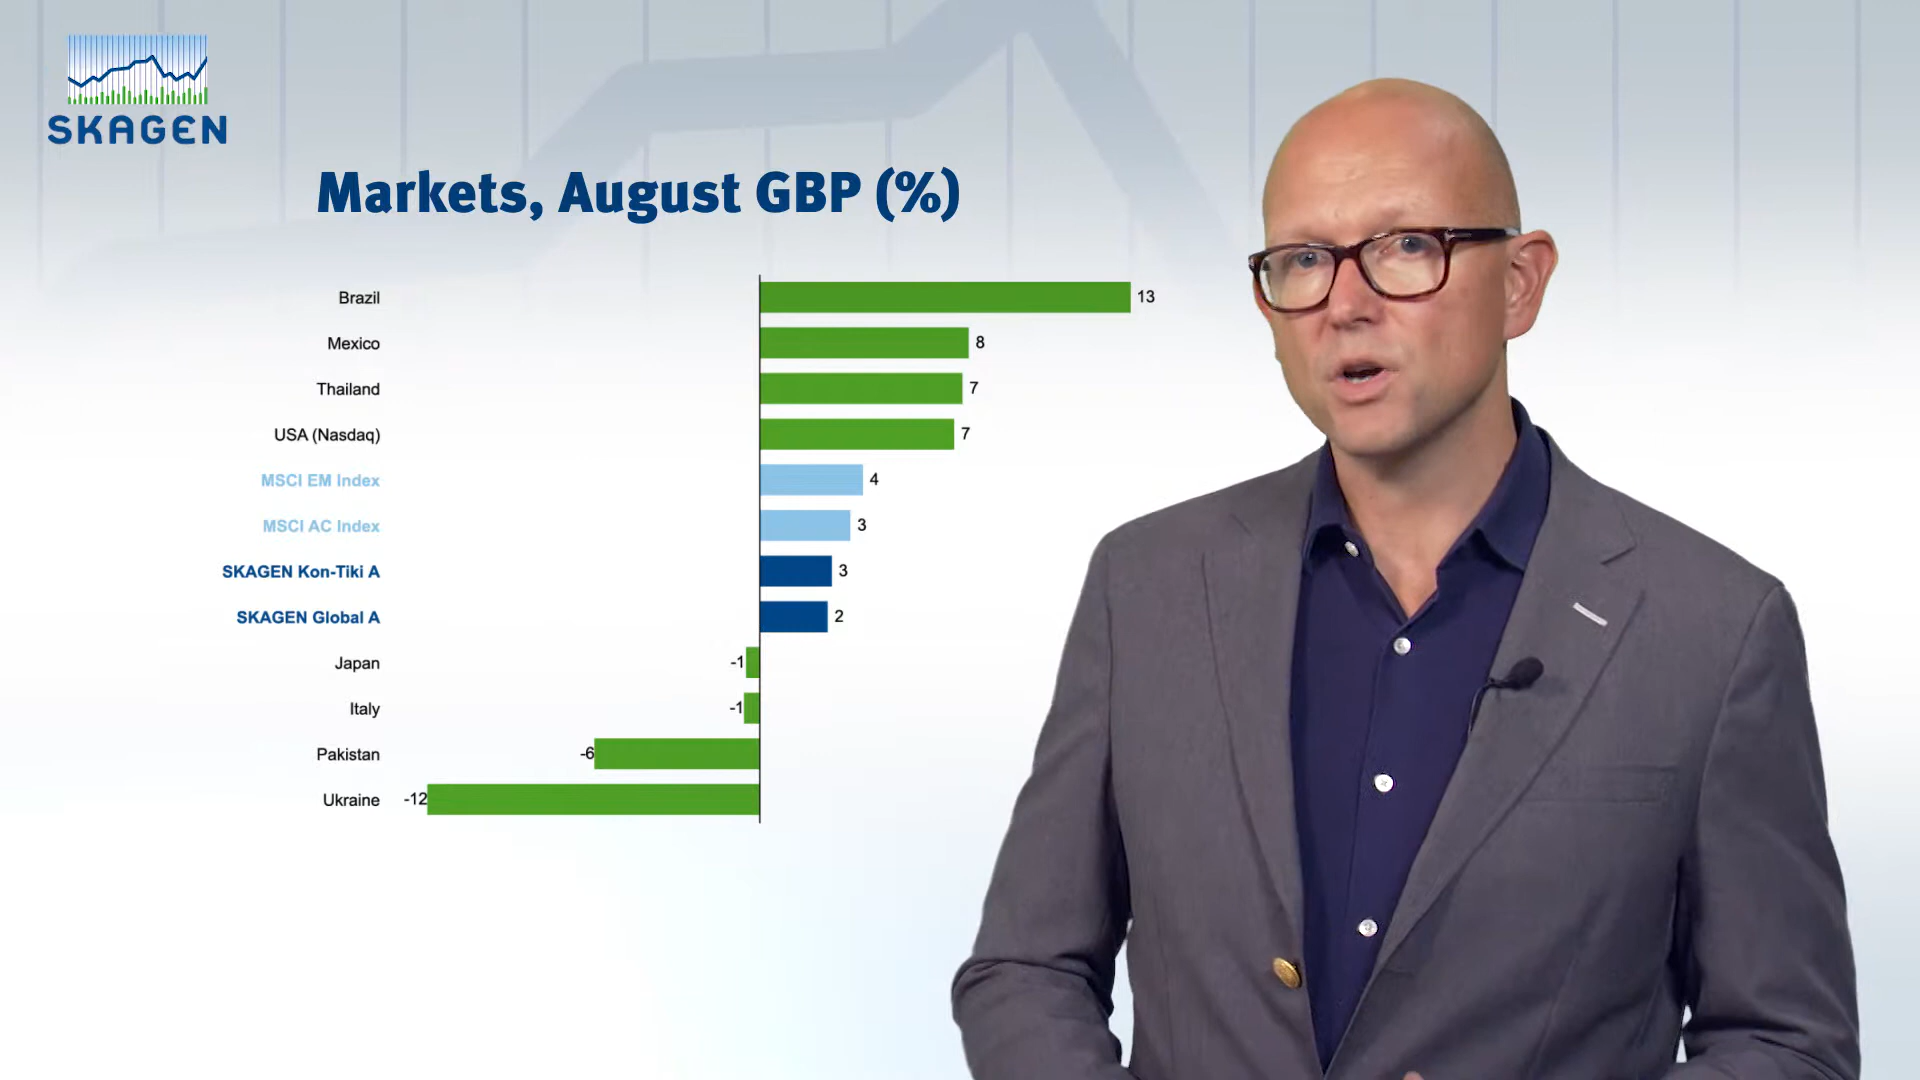 SKAGEN
Markets, August GBP (%)
Brazil 13
Mexico 8
Thailand 7
USA (Nasdaq) 7
MSCI EM Index 4
MSCI AC Index 3
SKAGEN Kon-Tiki A 3
SKAGEN Global A 2
Japan -1
Italy -1
Pakistan -6
Ukraine -12